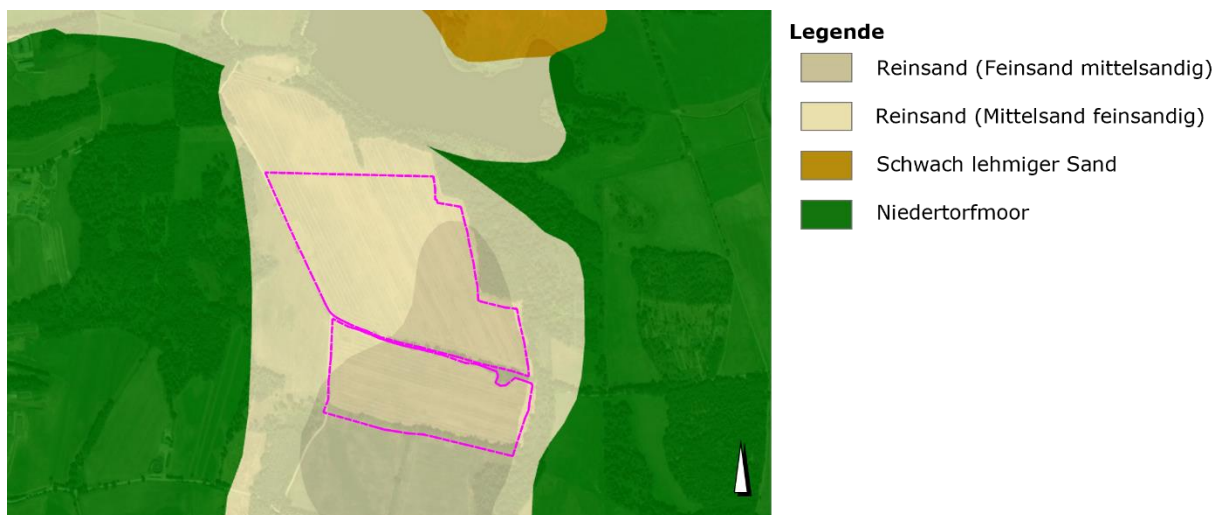 Legende
Reinsand (Feinsand mittelsandig)
Reinsand (Mittelsand feinsandig)
Schwach lehmiger Sand
Niedertorfmoor